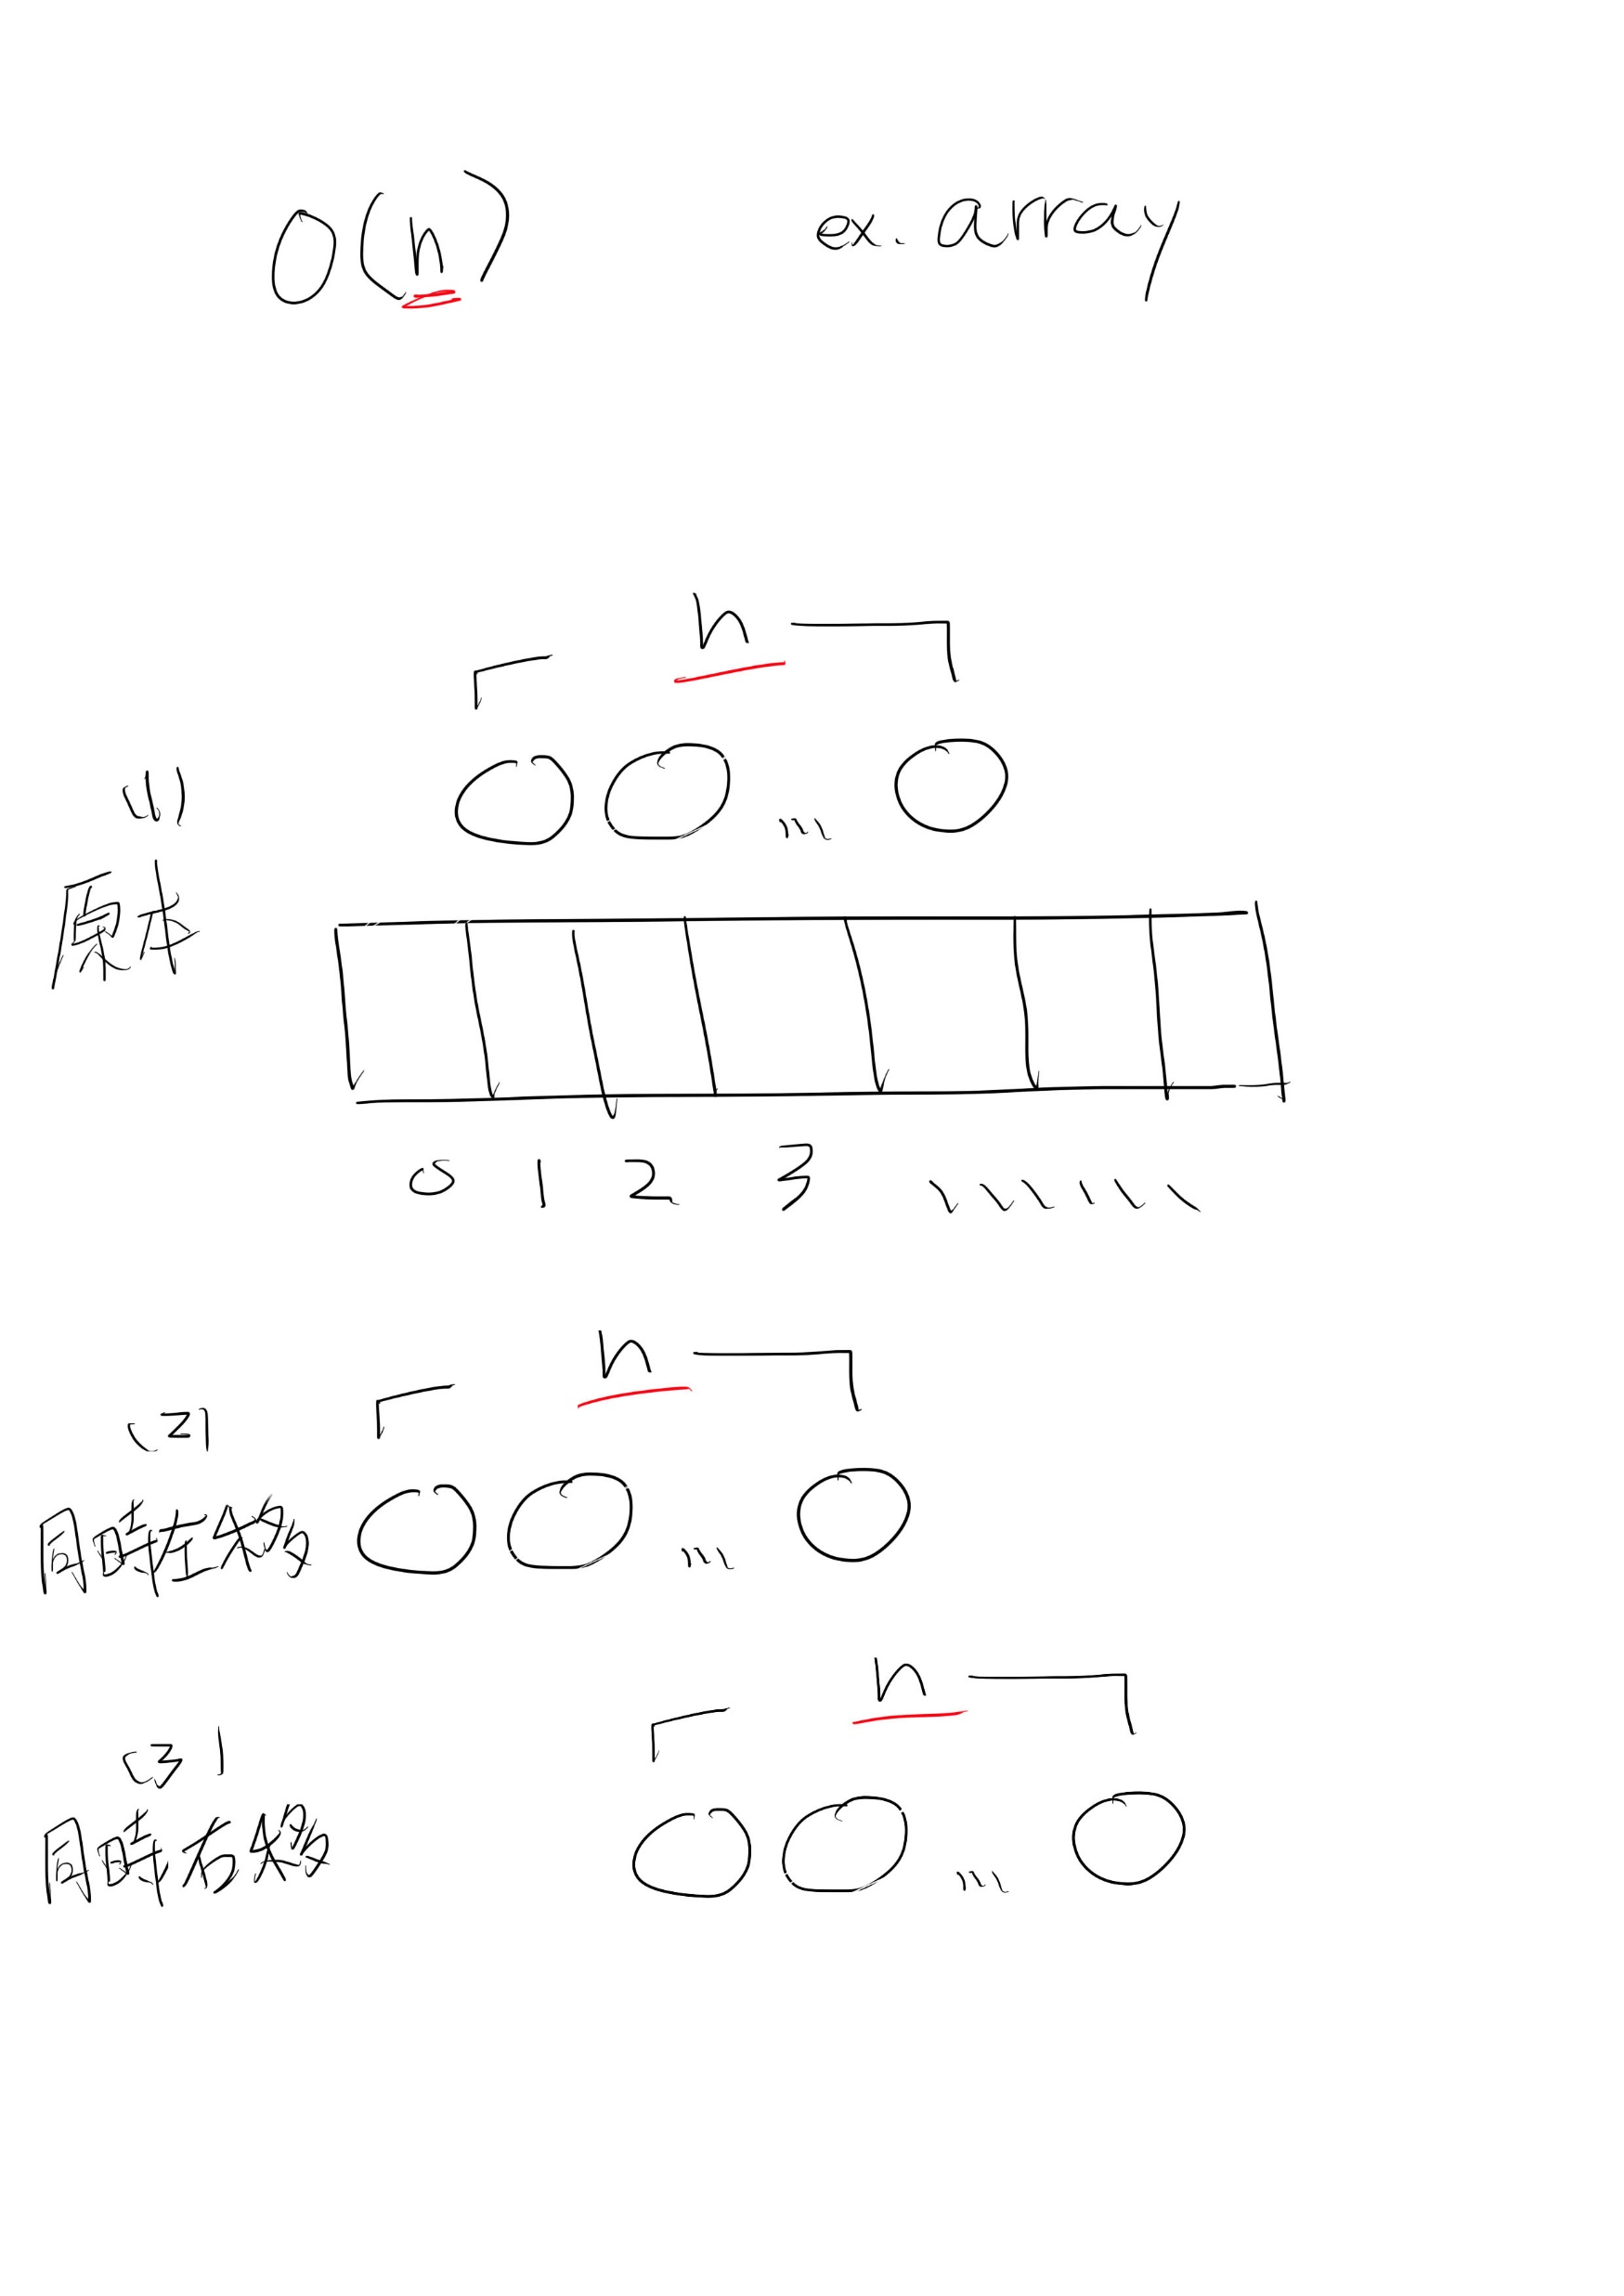 O(n) ex. array
n
(1)
...
原本
0 1 2 3 ......
n
(2)
同時左移
...
n
(3)
同時右移
...